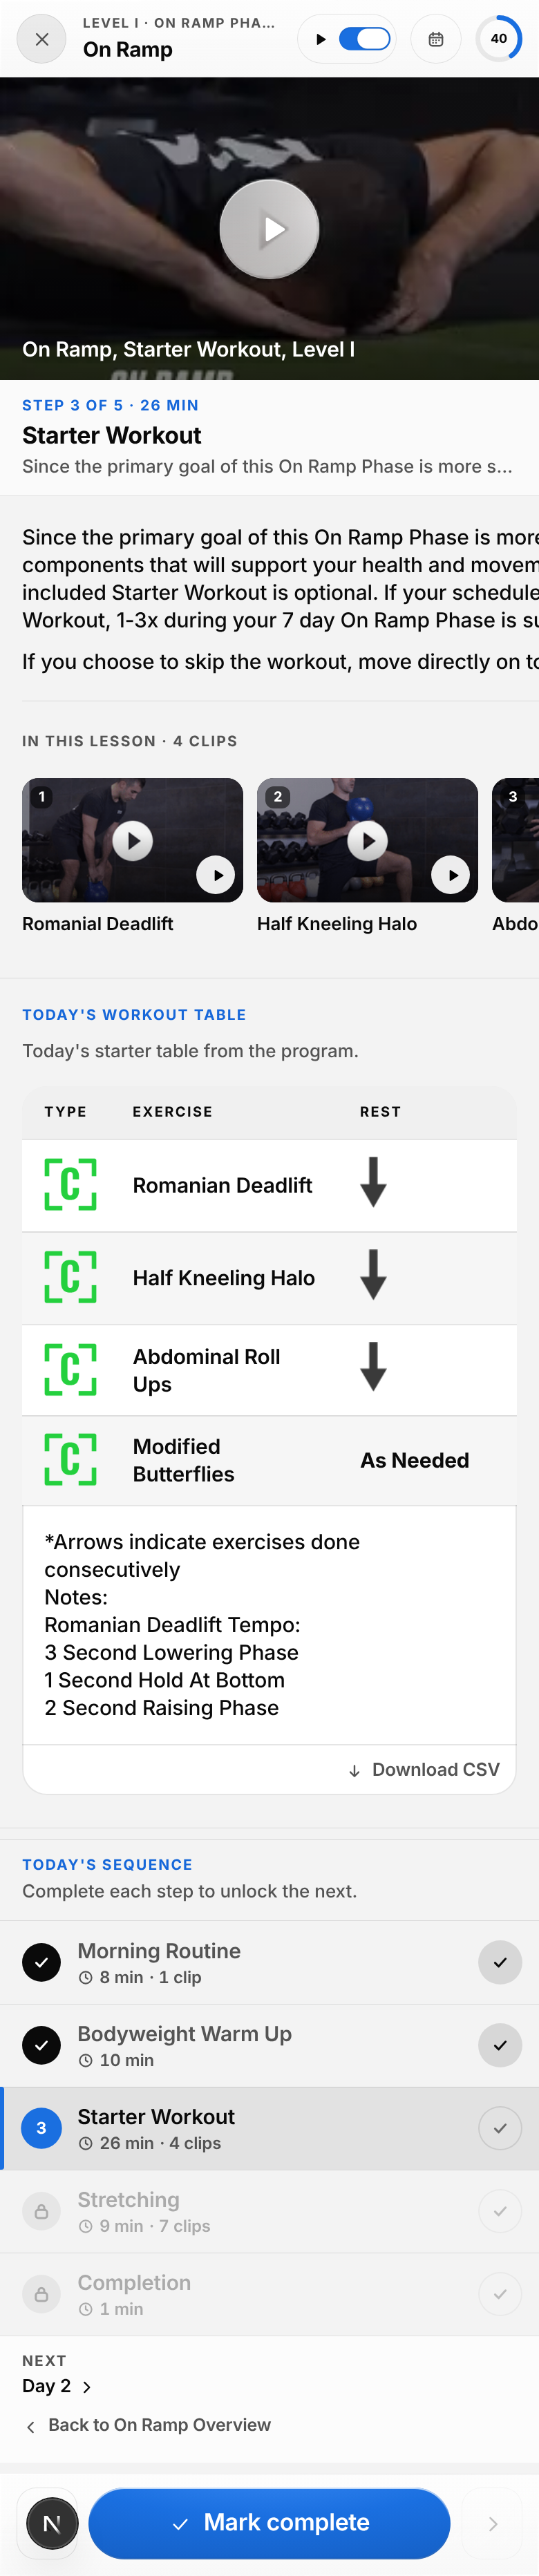 LEVEL I · ON RAMP PHA...
On Ramp
40
On Ramp, Starter Workout, Level I
STEP 3 OF 5 · 26 MIN
Starter Workout
Since the primary goal of this On Ramp Phase is more s...
Since the primary goal of this On Ramp Phase is more
components that will support your health and movem
included Starter Workout is optional. If your schedule
Workout, 1-3x during your 7 day On Ramp Phase is su
If you choose to skip the workout, move directly on to
IN THIS LESSON · 4 CLIPS
1
2
3
Romanial Deadlift
Half Kneeling Halo
Abdo
TODAY'S WORKOUT TABLE
Today's starter table from the program.
TYPE EXERCISE REST
C Romanian Deadlift
C Half Kneeling Halo
C Abdominal Roll
Ups
C Modified
Butterflies
As Needed
*Arrows indicate exercises done
consecutively
Notes:
Romanian Deadlift Tempo:
3 Second Lowering Phase
1 Second Hold At Bottom
2 Second Raising Phase
Download CSV
TODAY'S SEQUENCE
Complete each step to unlock the next.
Morning Routine
8 min · 1 clip
Bodyweight Warm Up
10 min
3
Starter Workout
26 min · 4 clips
Stretching
9 min · 7 clips
Completion
1 min
NEXT
Day 2
Back to On Ramp Overview
N
Mark complete